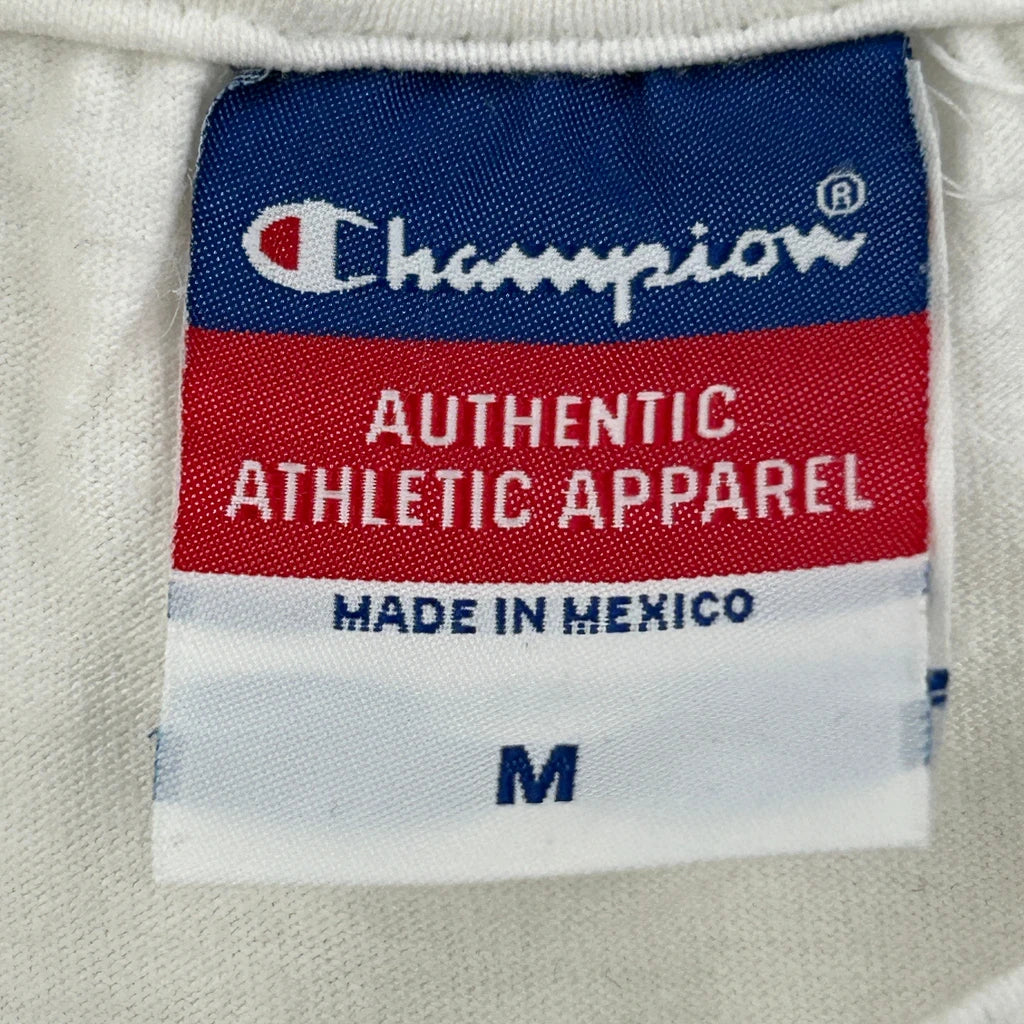 Champion®
AUTHENTIC
ATHLETIC APPAREL
MADE IN MEXICO
M